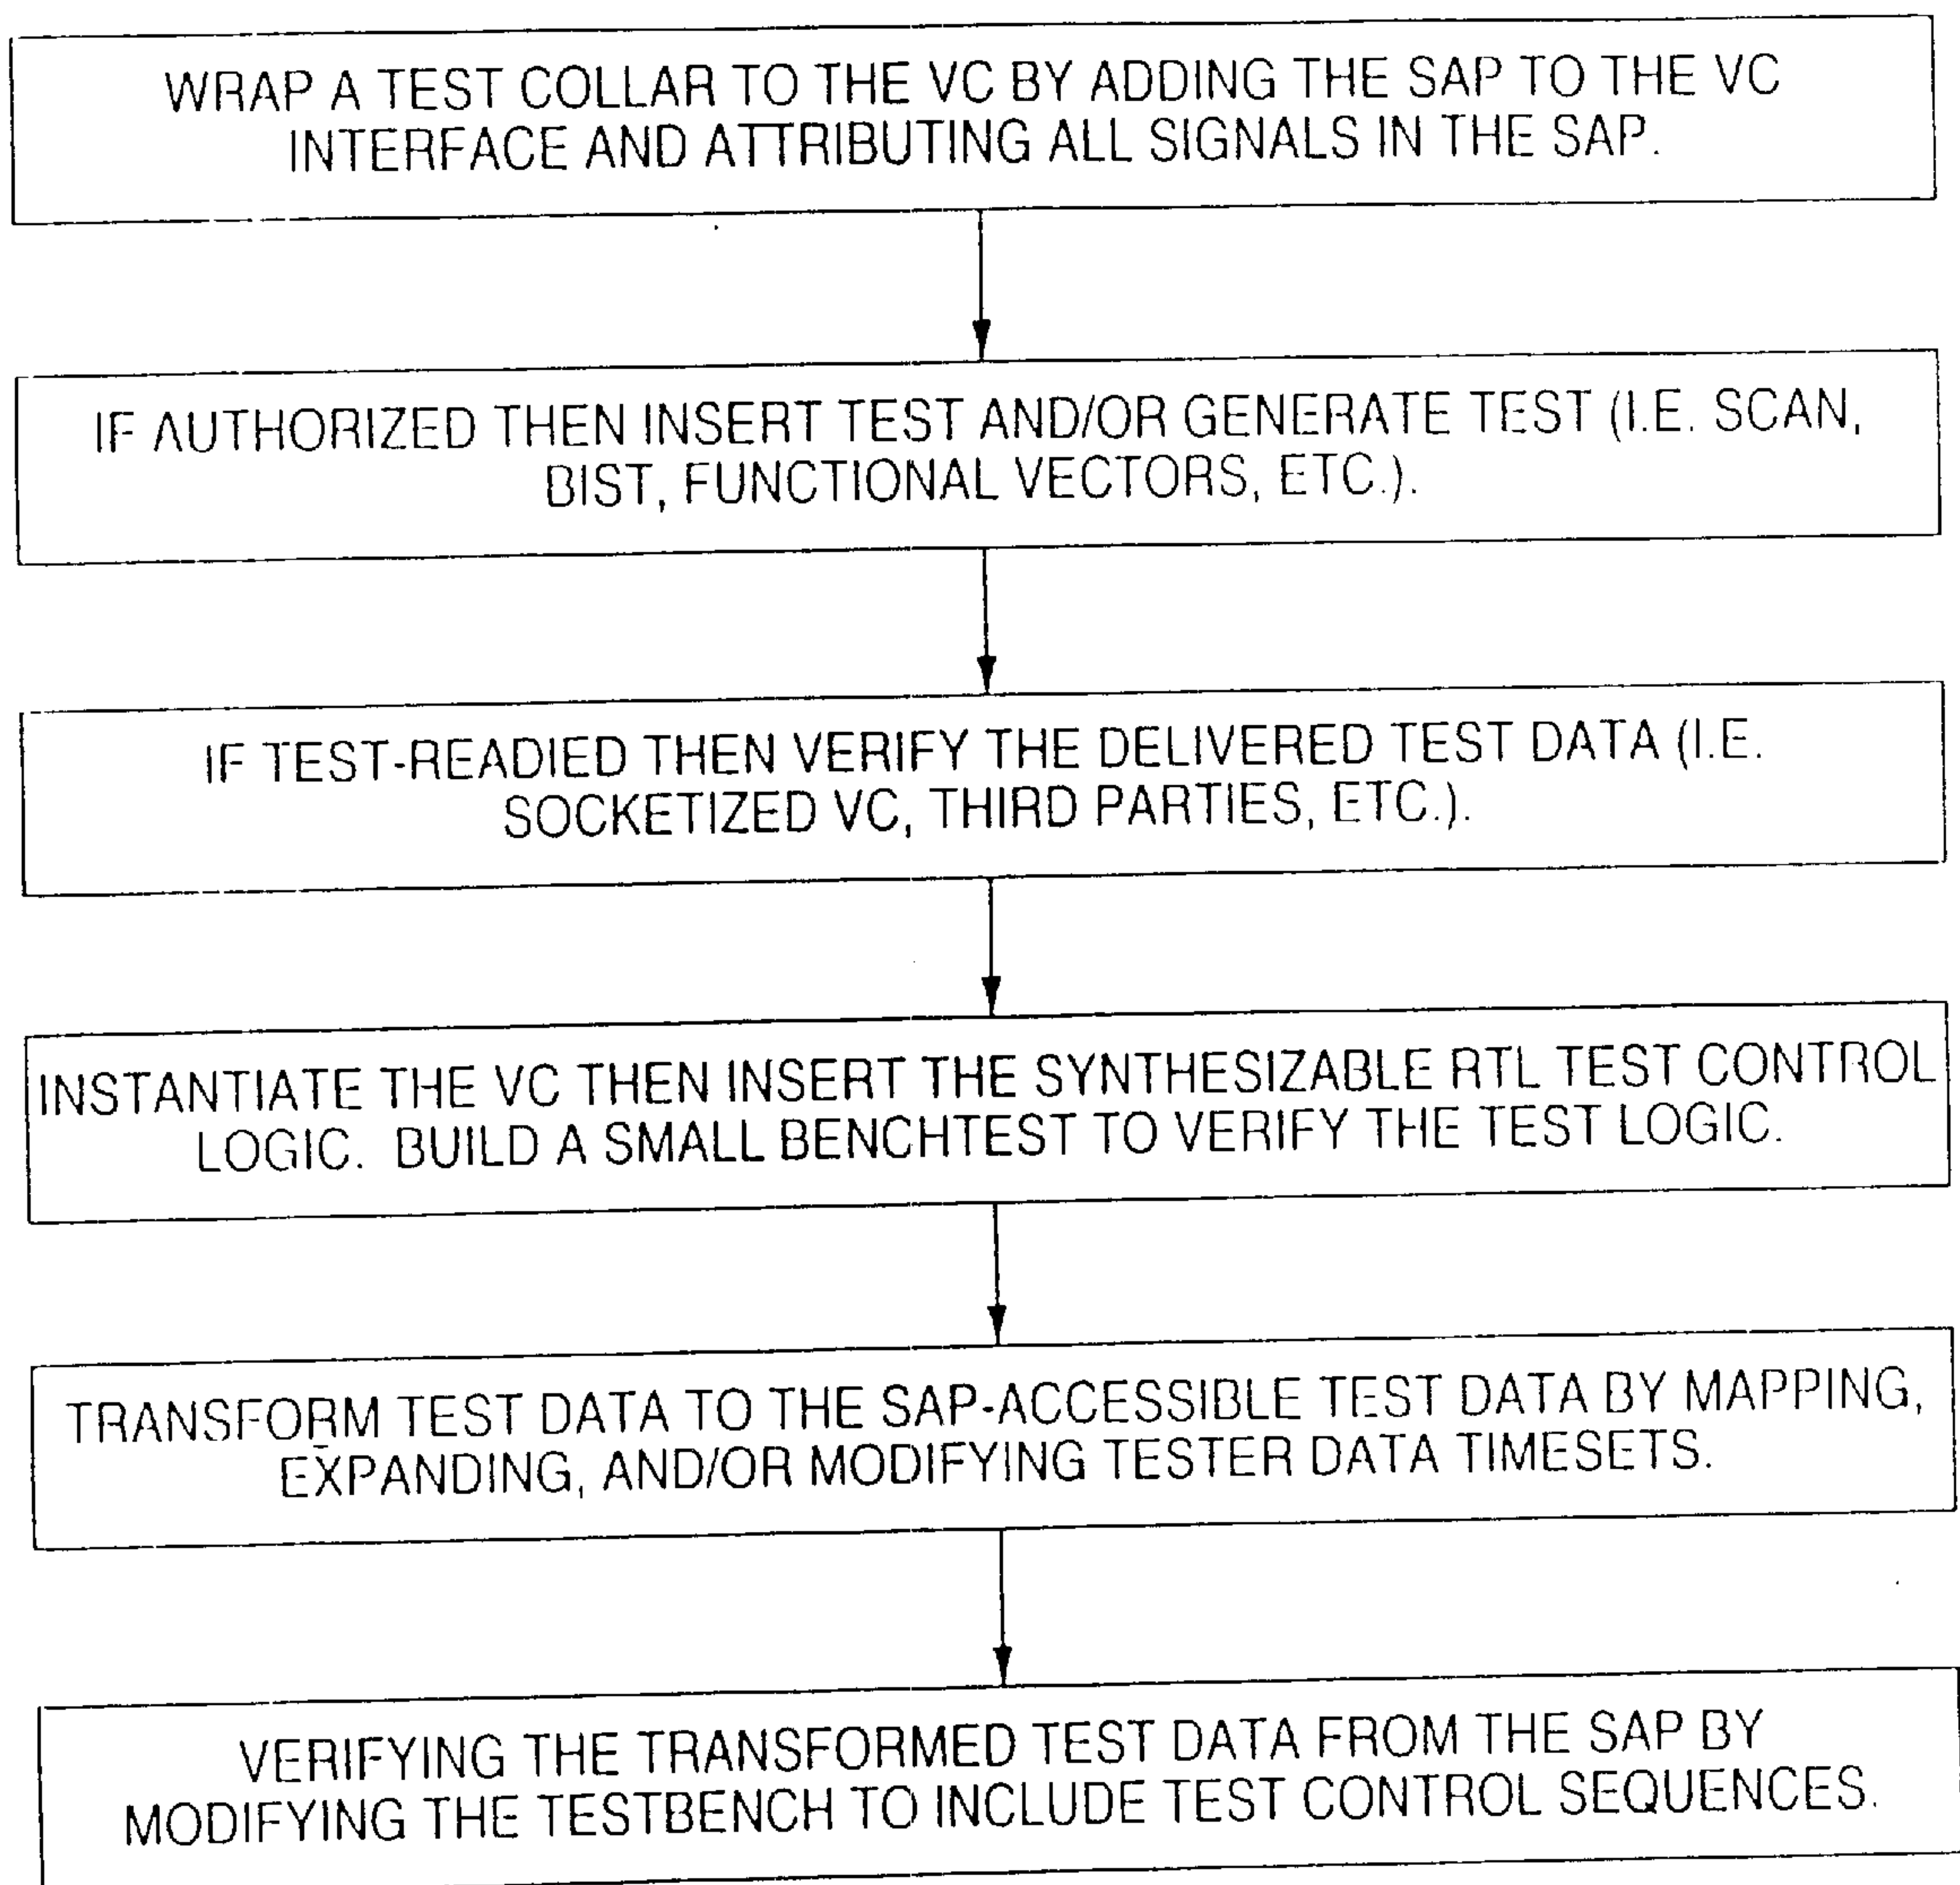 WRAP A TEST COLLAR TO THE VC BY ADDING THE SAP TO THE VC
INTERFACE AND ATTRIBUTING ALL SIGNALS IN THE SAP.
IF AUTHORIZED THEN INSERT TEST AND/OR GENERATE TEST (I.E. SCAN,
BIST, FUNCTIONAL VECTORS, ETC.).
IF TEST-READIED THEN VERIFY THE DELIVERED TEST DATA (I.E.
SOCKETIZED VC, THIRD PARTIES, ETC.).
INSTANTIATE THE VC THEN INSERT THE SYNTHESIZABLE RTL TEST CONTROL
LOGIC. BUILD A SMALL BENCHTEST TO VERIFY THE TEST LOGIC.
TRANSFORM TEST DATA TO THE SAP-ACCESSIBLE TEST DATA BY MAPPING,
EXPANDING, AND/OR MODIFYING TESTER DATA TIMESETS.
VERIFYING THE TRANSFORMED TEST DATA FROM THE SAP BY
MODIFYING THE TESTBENCH TO INCLUDE TEST CONTROL SEQUENCES.